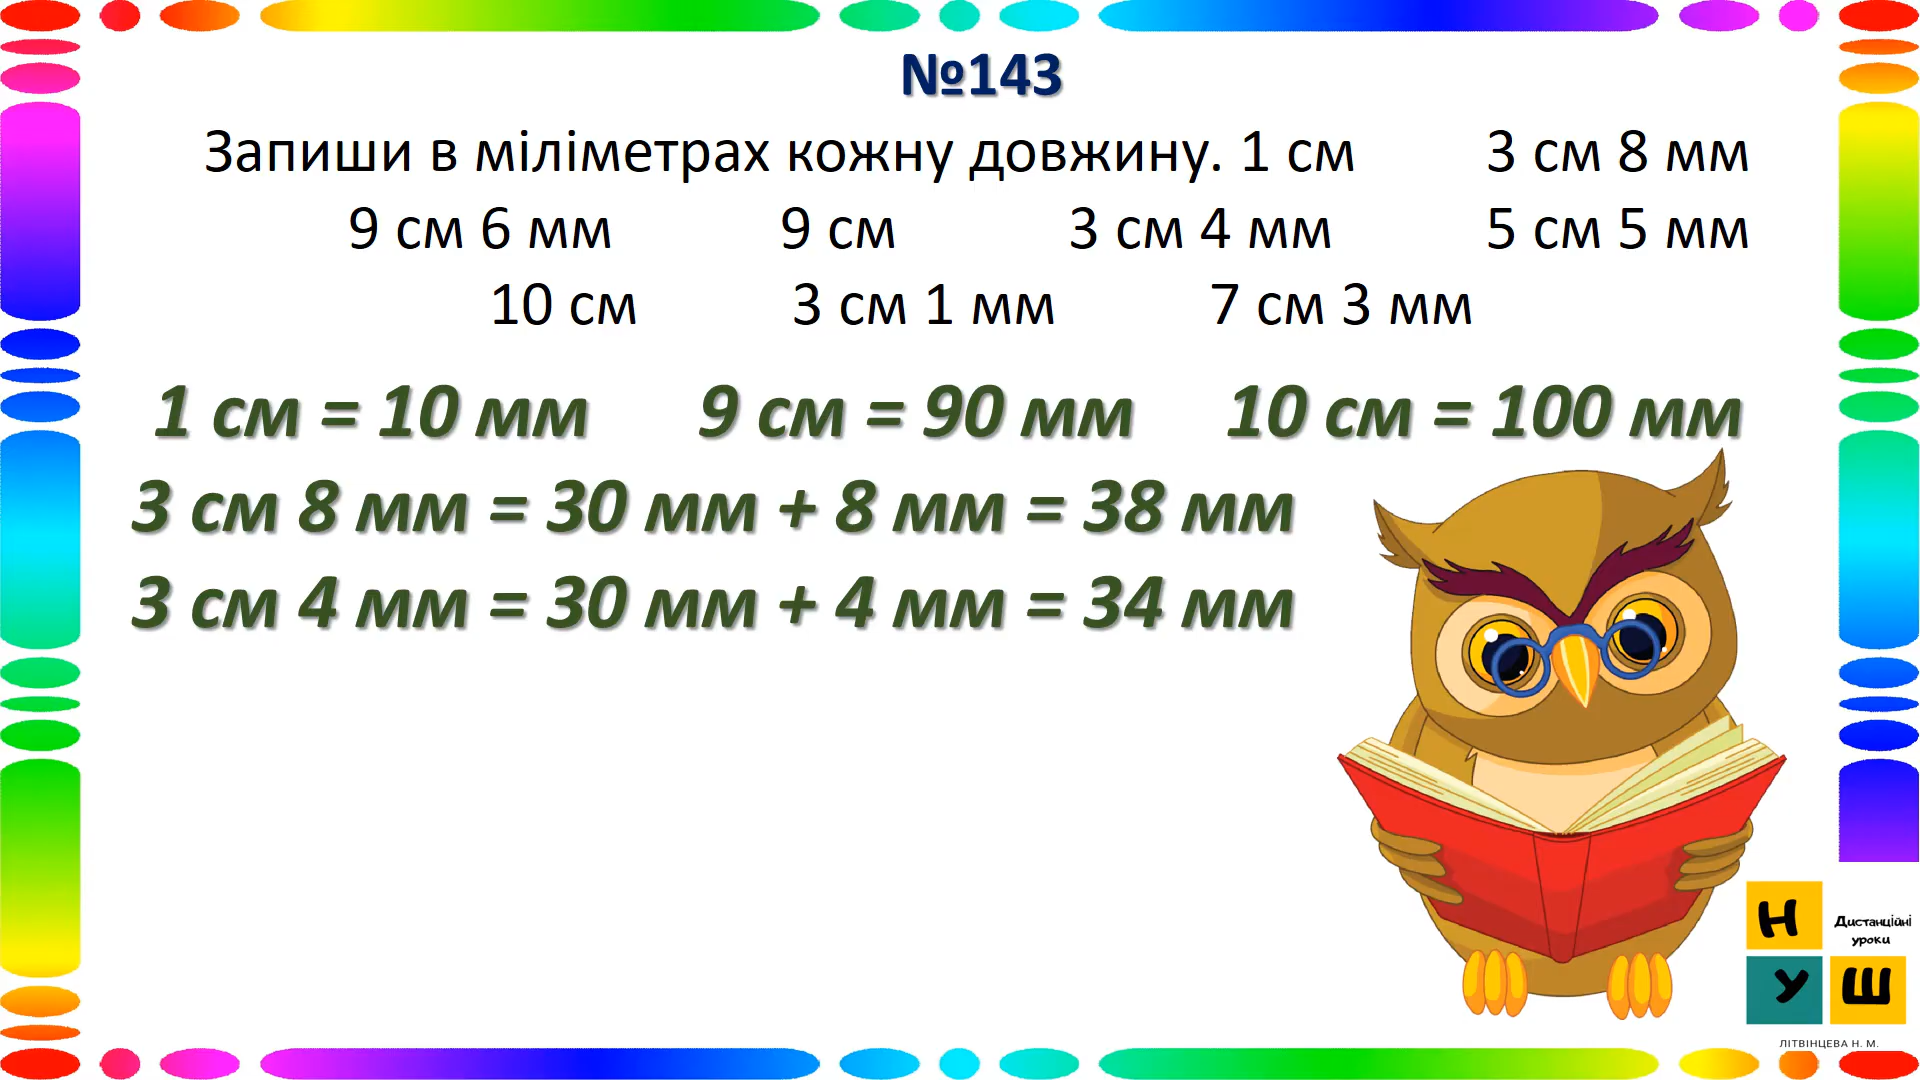 №143
Запиши в міліметрах кожну довжину. 1 см 3 см 8 мм
9 см 6 мм 9 см 3 см 4 мм 5 см 5 мм
10 см 3 см 1 мм 7 см 3 мм
1 см = 10 мм 9 см = 90 мм 10 см = 100 мм
3 см 8 мм = 30 мм + 8 мм = 38 мм
3 см 4 мм = 30 мм + 4 мм = 34 мм
Н
Дистанційні
уроки
У Ш
ЛІТВІНЦЕВА Н. М.